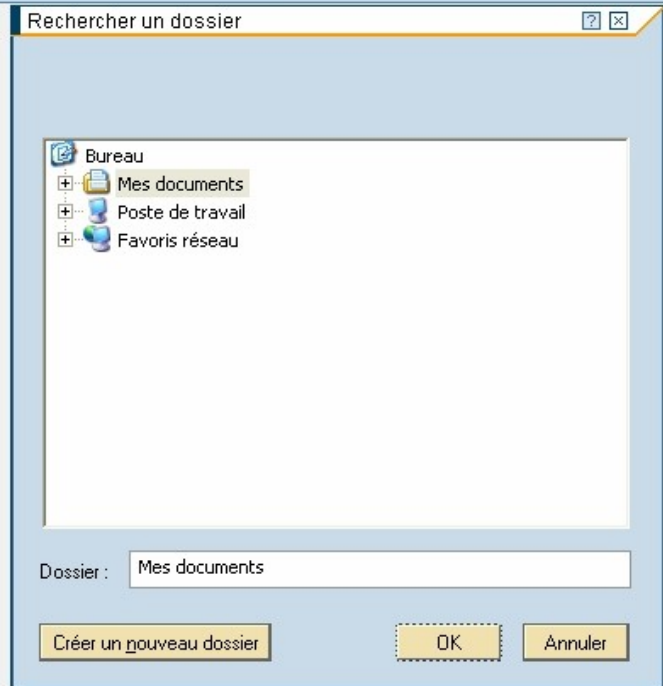 Rechercher un dossier
Bureau
Mes documents
Poste de travail
Favoris réseau
Dossier : Mes documents
Créer un nouveau dossier OK Annuler